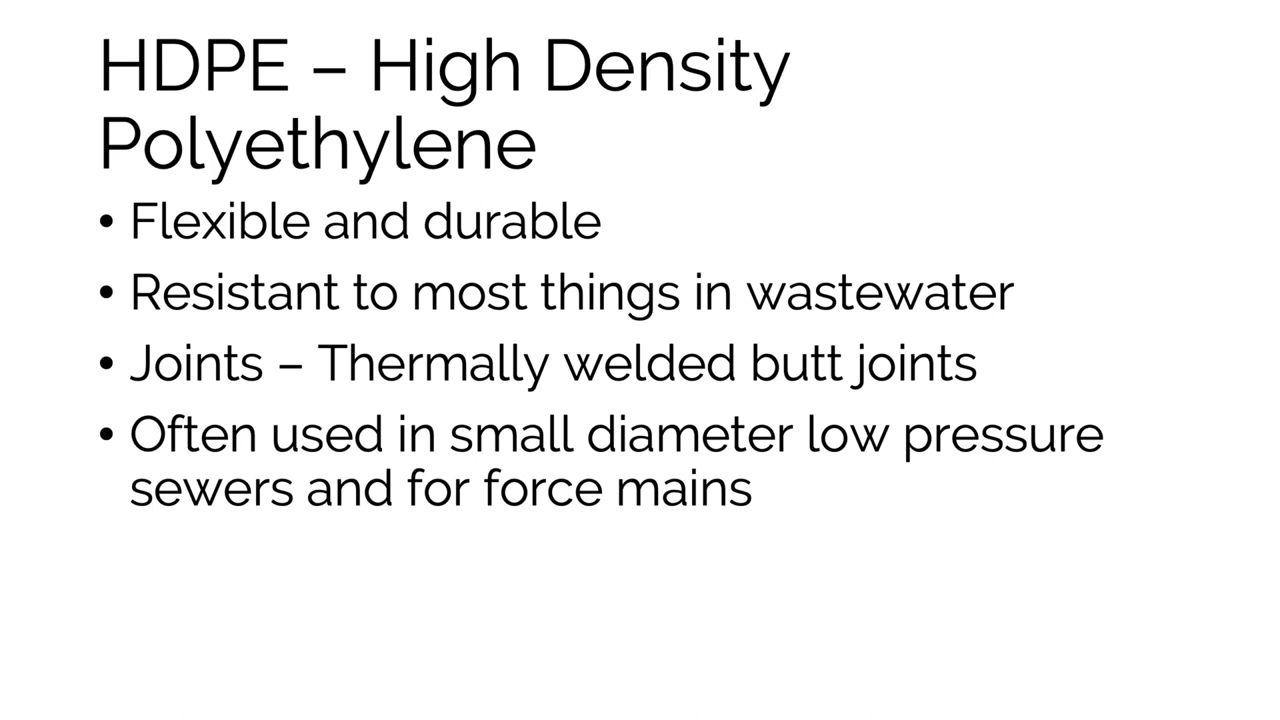 HDPE – High Density
Polyethylene
• Flexible and durable
• Resistant to most things in wastewater
• Joints – Thermally welded butt joints
• Often used in small diameter low pressure
sewers and for force mains